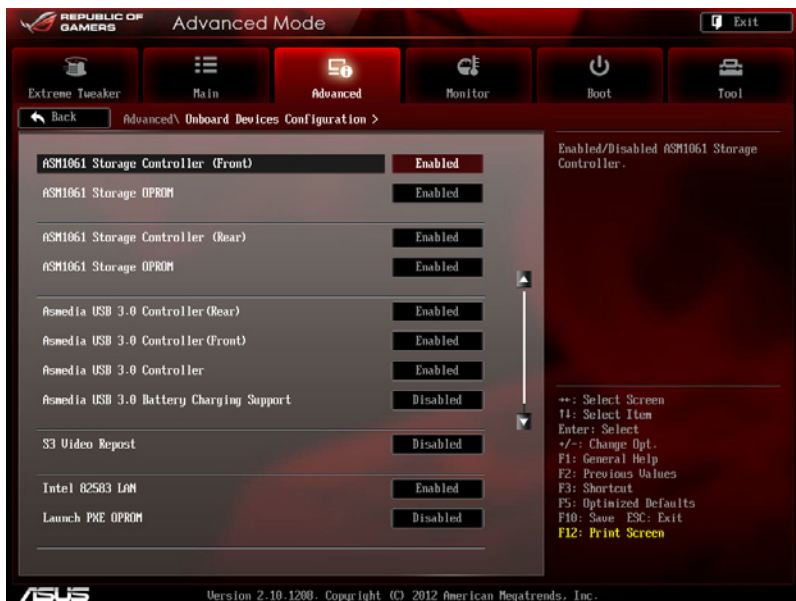 REPUBLIC OF
GAMERS
Advanced Mode
Exit
Extreme Tweaker
Main
Advanced
Monitor
Boot
Tool
Back
Advanced\ Onboard Devices Configuration >
ASM1061 Storage Controller (Front) Enabled
ASM1061 Storage OPROM Enabled
ASM1061 Storage Controller (Rear) Enabled
ASM1061 Storage OPROM Enabled
Asmedia USB 3.0 Controller(Rear) Enabled
Asmedia USB 3.0 Controller(Front) Enabled
Asmedia USB 3.0 Controller Enabled
Asmedia USB 3.0 Battery Charging Support Disabled
S3 Video Repost Disabled
Intel 82583 LAN Enabled
Launch PXE OPROM Disabled
Enabled/Disabled ASM1061 Storage
Controller.
→←: Select Screen
↑↓: Select Item
Enter: Select
+/-: Change Opt.
F1: General Help
F2: Previous Values
F3: Shortcut
F5: Optimized Defaults
F10: Save ESC: Exit
F12: Print Screen
ASUS
Version 2.10.1208. Copyright (C) 2012 American Megatrends, Inc.